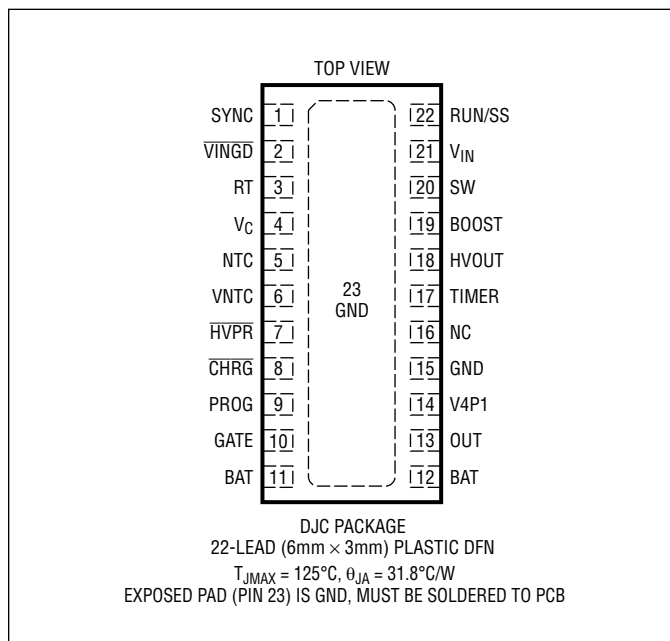 TOP VIEW
SYNC 1 22 RUN/SS
VINGD 2 21 VIN
RT 3 20 SW
VC 4 19 BOOST
NTC 5 18 HVOUT
VNTC 6 23 17 TIMER
GND
HVPR 7 16 NC
CHRG 8 15 GND
PROG 9 14 V4P1
GATE 10 13 OUT
BAT 11 12 BAT
DJC PACKAGE
22-LEAD (6mm × 3mm) PLASTIC DFN
TJMAX = 125°C, θJA = 31.8°C/W
EXPOSED PAD (PIN 23) IS GND, MUST BE SOLDERED TO PCB